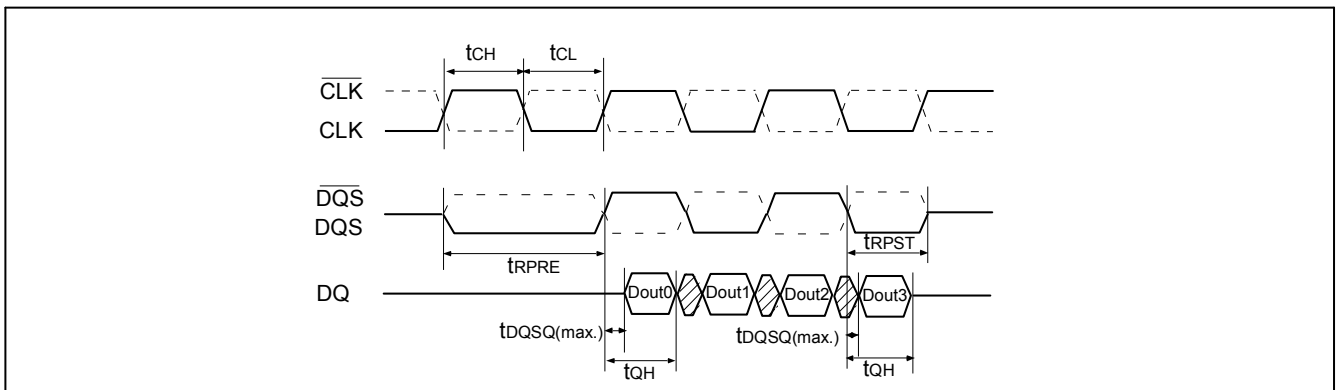 tCH tCL
CLK
CLK
DQS
DQS
tRPRE
tRPST
DQ
Dout0 Dout1 Dout2 Dout3
tDQSQ(max.) tDQSQ(max.)
tQH tQH